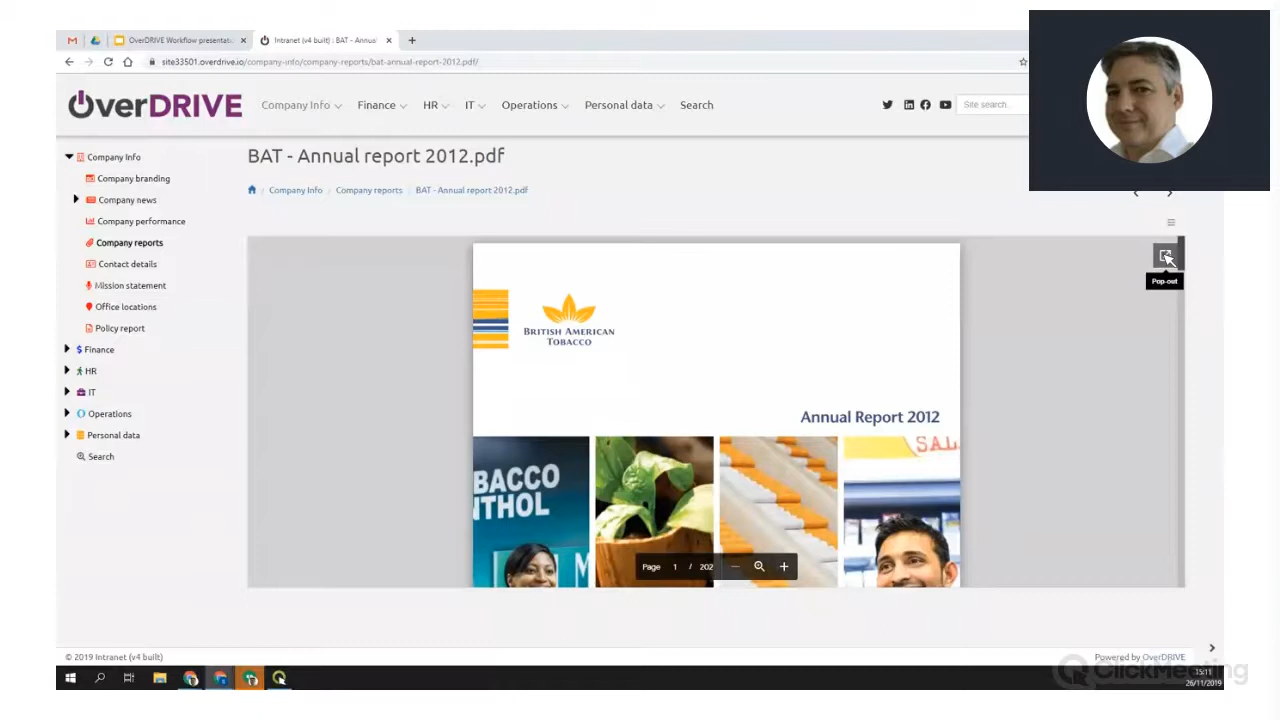 OverDRIVE Workflow presentati
Intranet (v4 built) : BAT - Annual
site33501.overdrive.io/company-info/company-reports/bat-annual-report-2012.pdf/
OverDRIVE
Company Info
Finance
HR
IT
Operations
Personal data
Search
Site search..
Company Info
Company branding
Company news
Company performance
Company reports
Contact details
Mission statement
Office locations
Policy report
Finance
HR
IT
Operations
Personal data
Search
BAT - Annual report 2012.pdf
Company Info / Company reports / BAT - Annual report 2012.pdf
Pop-out
BRITISH AMERICAN
TOBACCO
Annual Report 2012
BACCO
NTHOL
M
SAL
Page 1 / 202
© 2019 Intranet (v4 built)
Powered by OverDRIVE
ClickMeeting
15:11
26/11/2019